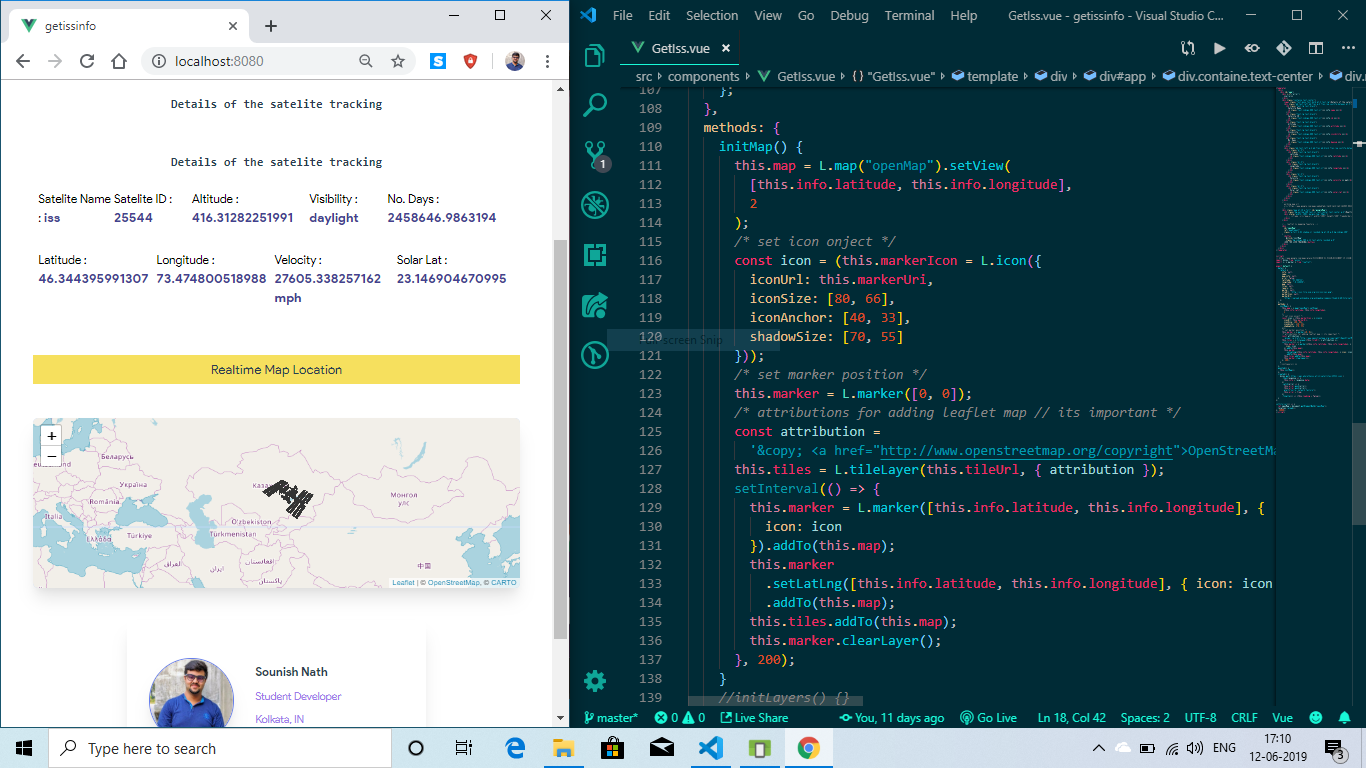 getissinfo
localhost:8080
Details of the satelite tracking
Details of the satelite tracking
Satelite Name : iss
Satelite ID : 25544
Altitude : 416.31282251991
Visibility : daylight
No. Days : 2458646.9863194
Latitude : 46.344395991307
Longitude : 73.474800518988
Velocity : 27605.338257162 mph
Solar Lat : 23.146904670995
Realtime Map Location
+
−
Беларусь
Deutschland
Україна
România
Italia
Ελλάς
Türkiye
Türkmenistan
O'zbekiston
Монгол улс
العراق
ایران
افغانستان
پاکستان
中国
Leaflet | © OpenStreetMap, © CARTO
Sounish Nath
Student Developer
Kolkata, IN
File Edit Selection View Go Debug Terminal Help
GetIss.vue - getissinfo - Visual Studio C...
GetIss.vue
src > components > GetIss.vue > {} "GetIss.vue" > template > div > div#app > div.containe.text-center > div.
107 };
108 },
109 methods: {
110 initMap() {
111 this.map = L.map("openMap").setView(
112 [this.info.latitude, this.info.longitude],
113 2
114 );
115 /* set icon onject */
116 const icon = (this.markerIcon = L.icon({
117 iconUrl: this.markerUri,
118 iconSize: [80, 66],
119 iconAnchor: [40, 33],
120 shadowSize: [70, 55]
121 }));
122 /* set marker position */
123 this.marker = L.marker([0, 0]);
124 /* attributions for adding leaflet map // its important */
125 const attribution =
126 '&copy; <a href="http://www.openstreetmap.org/copyright">OpenStreetMa
127 this.tiles = L.tileLayer(this.tileUrl, { attribution });
128 setInterval(() => {
129 this.marker = L.marker([this.info.latitude, this.info.longitude], {
130 icon: icon
131 }).addTo(this.map);
132 this.marker
133 .setLatLng([this.info.latitude, this.info.longitude], { icon: icon
134 .addTo(this.map);
135 this.tiles.addTo(this.map);
136 this.marker.clearLayer();
137 }, 200);
138 }
139 //initLayers() {}
1
screen Snip
master* 0 0 Live Share You, 11 days ago Go Live Ln 18, Col 42 Spaces: 2 UTF-8 CRLF Vue
Type here to search
ENG
17:10
12-06-2019
3